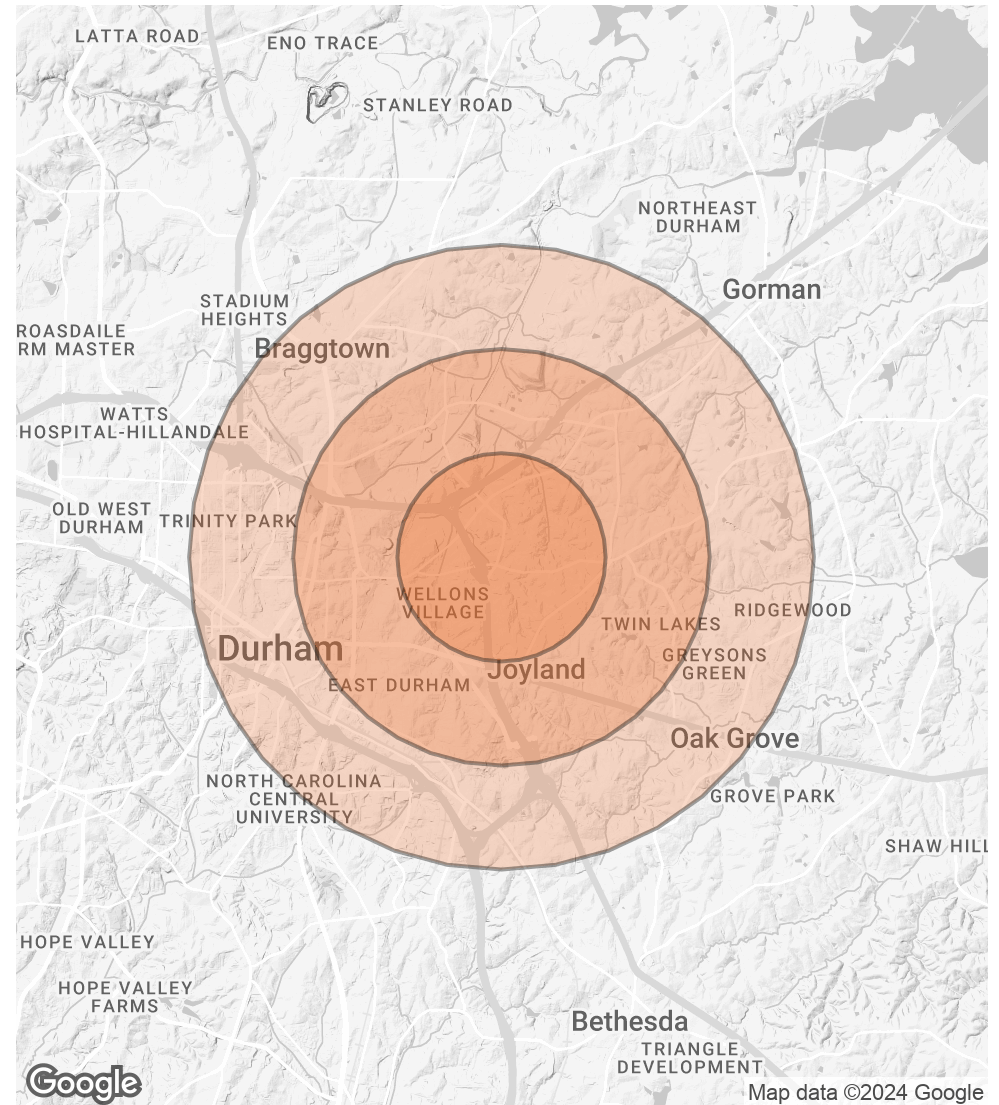 LATTA ROAD
ENO TRACE
STANLEY ROAD
NORTHEAST
DURHAM
Gorman
STADIUM
HEIGHTS
ROASDAILE
RM MASTER
Braggtown
WATTS
HOSPITAL-HILLANDALE
OLD WEST
DURHAM
TRINITY PARK
WELLONS
VILLAGE
RIDGEWOOD
TWIN LAKES
Durham
GREYSONS
GREEN
Joyland
EAST DURHAM
Oak Grove
NORTH CAROLINA
CENTRAL
UNIVERSITY
GROVE PARK
SHAW HILL
HOPE VALLEY
HOPE VALLEY
FARMS
Bethesda
TRIANGLE
DEVELOPMENT
Google
Map data ©2024 Google